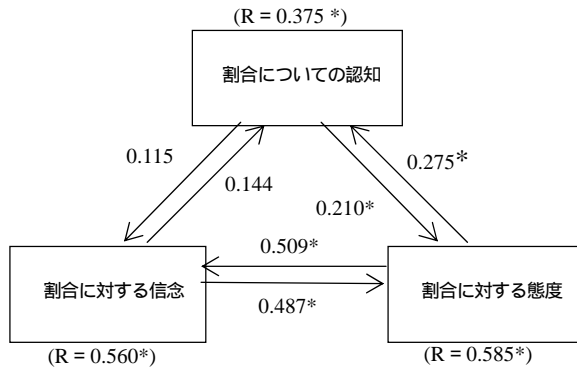 (R = 0.375 *)
割合についての認知
0.115
0.275*
0.144
0.210*
0.509*
割合に対する信念
割合に対する態度
0.487*
(R = 0.560*)
(R = 0.585*)